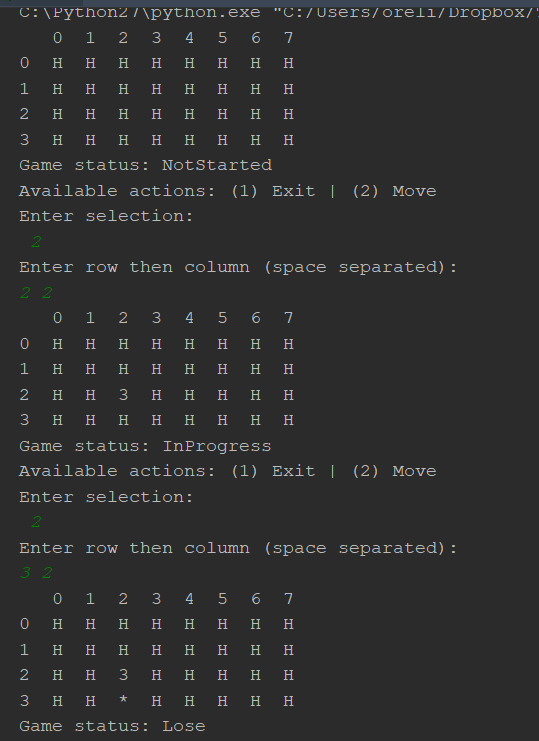 C:\Python27\python.exe "C:/Users/oreli/Dropbox/
   0  1  2  3  4  5  6  7
0  H  H  H  H  H  H  H  H
1  H  H  H  H  H  H  H  H
2  H  H  H  H  H  H  H  H
3  H  H  H  H  H  H  H  H
Game status: NotStarted
Available actions: (1) Exit | (2) Move
Enter selection:
 2
Enter row then column (space separated):
2 2
   0  1  2  3  4  5  6  7
0  H  H  H  H  H  H  H  H
1  H  H  H  H  H  H  H  H
2  H  H  3  H  H  H  H  H
3  H  H  H  H  H  H  H  H
Game status: InProgress
Available actions: (1) Exit | (2) Move
Enter selection:
 2
Enter row then column (space separated):
3 2
   0  1  2  3  4  5  6  7
0  H  H  H  H  H  H  H  H
1  H  H  H  H  H  H  H  H
2  H  H  3  H  H  H  H  H
3  H  H  *  H  H  H  H  H
Game status: Lose